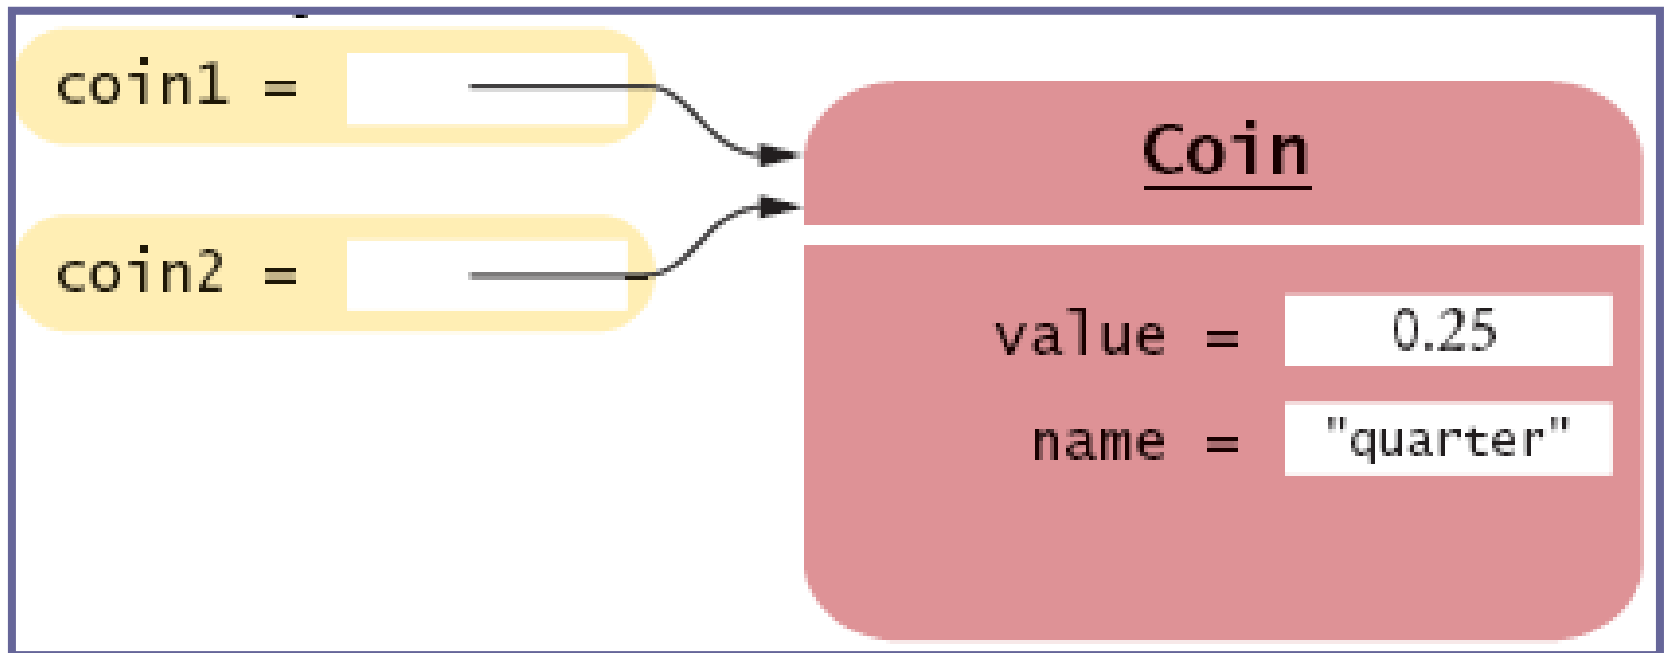 coin1 =
coin2 =
Coin
value = 0.25
name = "quarter"